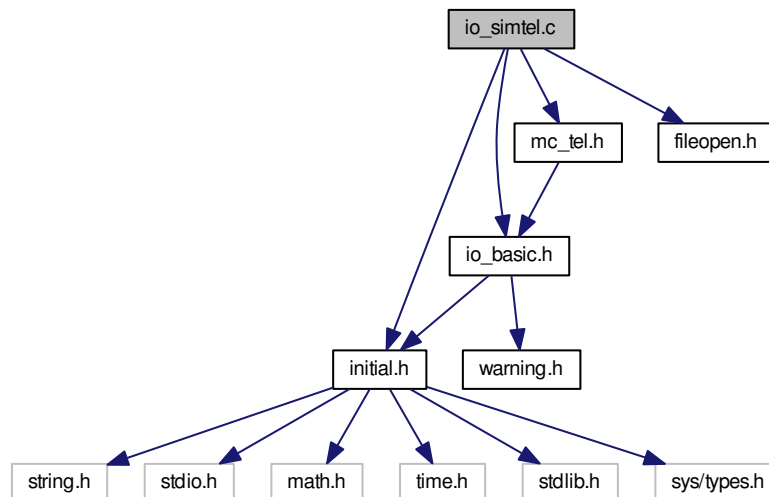 io_simtel.c
mc_tel.h
fileopen.h
io_basic.h
initial.h
warning.h
string.h
stdio.h
math.h
time.h
stdlib.h
sys/types.h